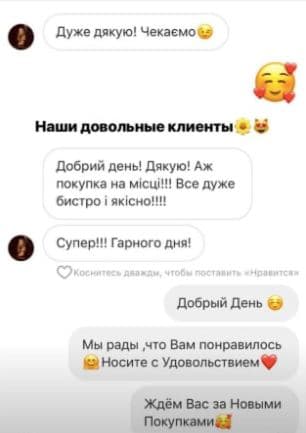 Дуже дякую! Чекаємо😉
🥰
Наши довольные клиенты🌼😻
Добрий день! Дякую! Аж
покупка на місці!!! Все дуже
бистро і якісно!!!!
Супер!!! Гарного дня!
Коснитесь дважды, чтобы поставить «Нравится»
Добрый День ☺️
Мы рады ,что Вам понравилось
🤗Носите с Удовольствием❤️
Ждём Вас за Новыми
Покупками🥰